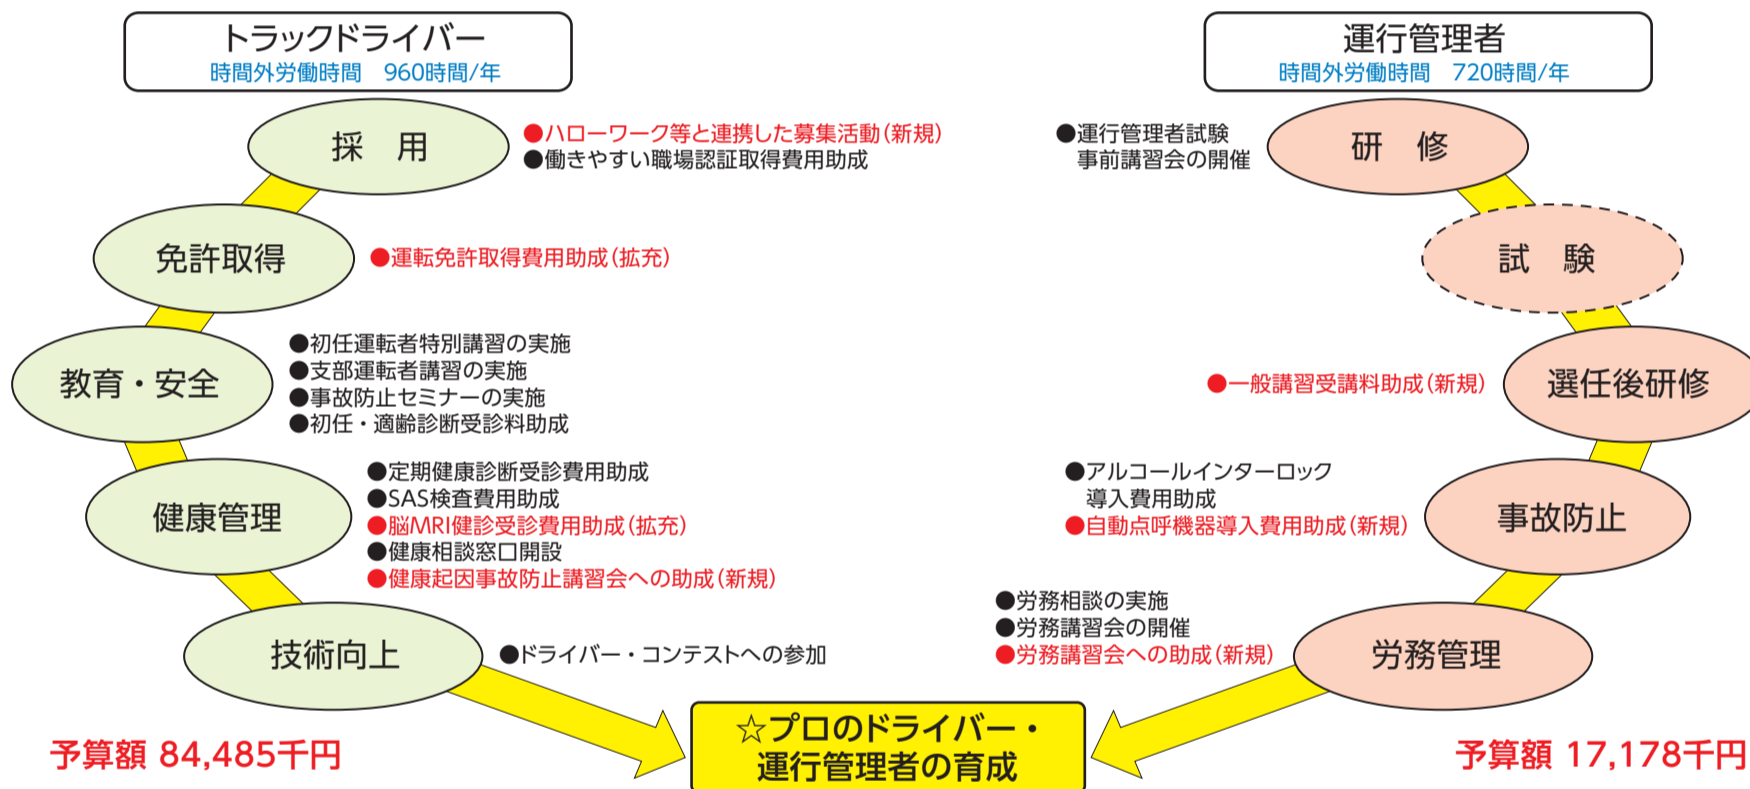 トラックドライバー
時間外労働時間　960時間/年
採　用
●ハローワーク等と連携した募集活動(新規)
●働きやすい職場認証取得費用助成
免許取得
●運転免許取得費用助成(拡充)
教育・安全
●初任運転者特別講習の実施
●支部運転者講習の実施
●事故防止セミナーの実施
●初任・適齢診断受診料助成
健康管理
●定期健康診断受診費用助成
●SAS検査費用助成
●脳MRI健診受診費用助成(拡充)
●健康相談窓口開設
●健康起因事故防止講習会への助成(新規)
技術向上
●ドライバー・コンテストへの参加
予算額 84,485千円
運行管理者
時間外労働時間　720時間/年
●運行管理者試験
事前講習会の開催
研　修
試　験
●一般講習受講料助成(新規)
選任後研修
●アルコールインターロック
導入費用助成
●自動点呼機器導入費用助成(新規)
事故防止
●労務相談の実施
●労務講習会の開催
●労務講習会への助成(新規)
労務管理
予算額 17,178千円
☆プロのドライバー・
運行管理者の育成